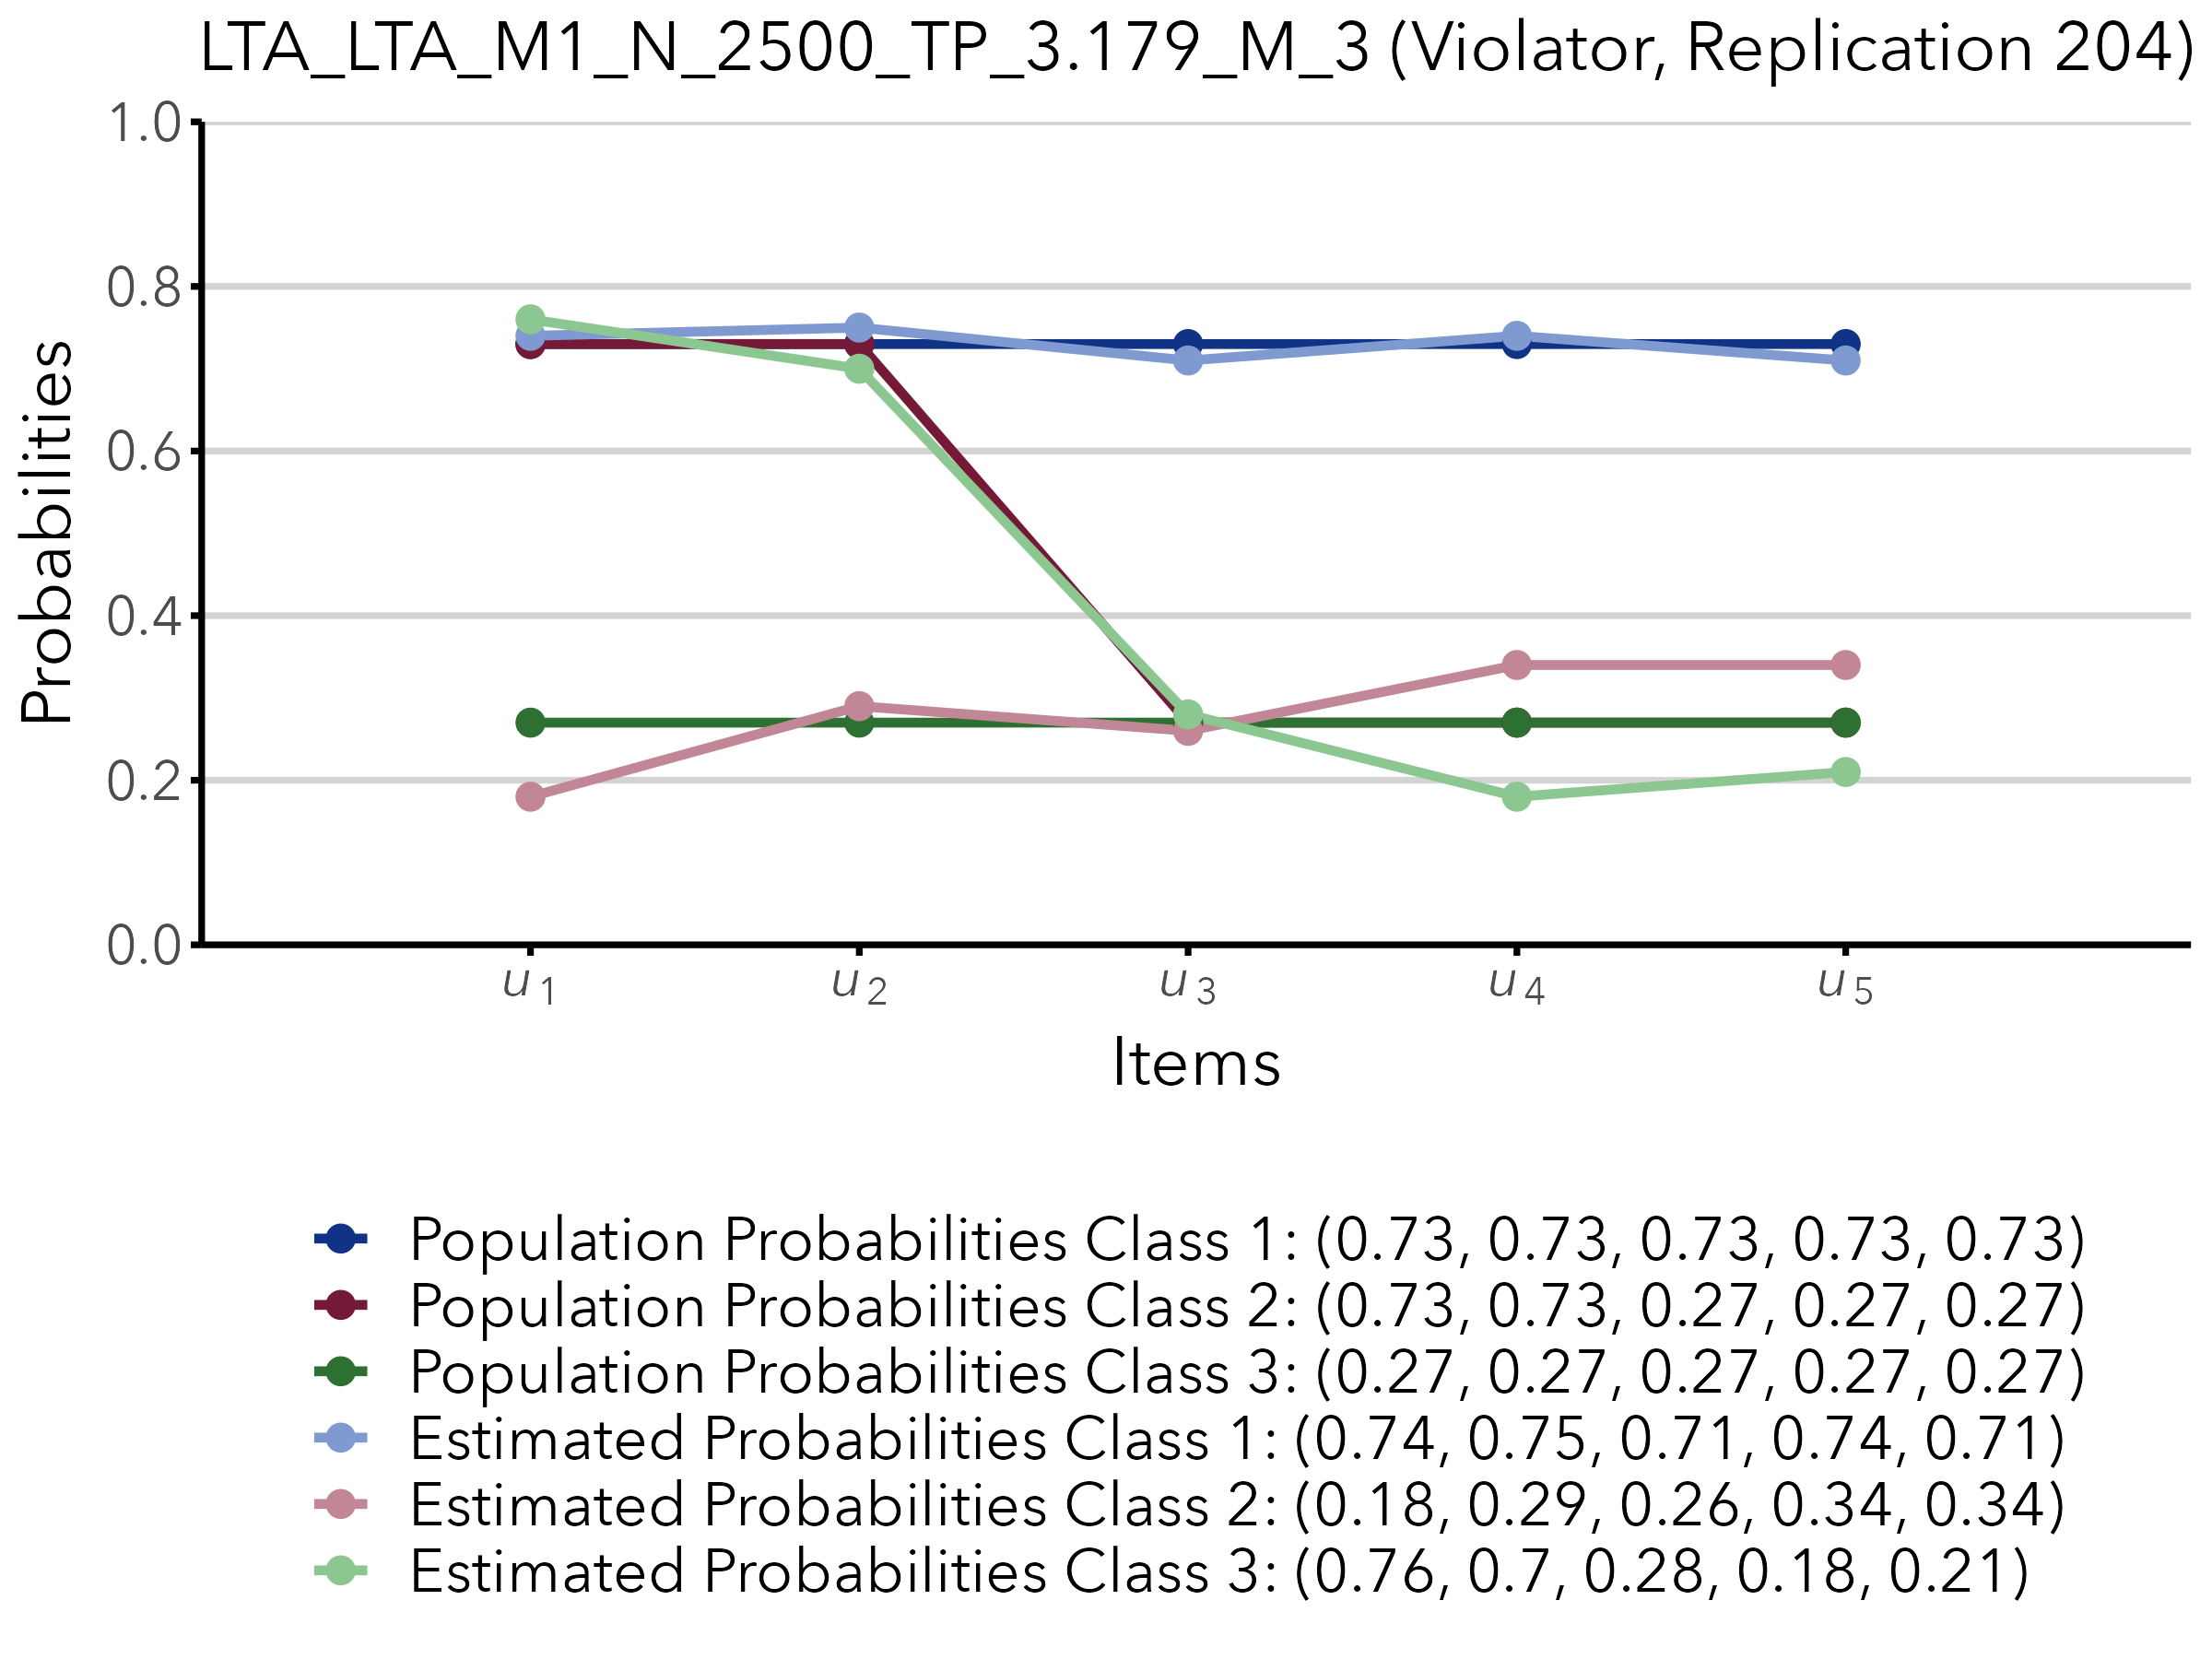 LTA_LTA_M1_N_2500_TP_3.179_M_3 (Violator, Replication 204)
1.0
0.8
0.6
0.4
0.2
0.0
Probabilities
u1 u2 u3 u4 u5
Items
Population Probabilities Class 1: (0.73, 0.73, 0.73, 0.73, 0.73)
Population Probabilities Class 2: (0.73, 0.73, 0.27, 0.27, 0.27)
Population Probabilities Class 3: (0.27, 0.27, 0.27, 0.27, 0.27)
Estimated Probabilities Class 1: (0.74, 0.75, 0.71, 0.74, 0.71)
Estimated Probabilities Class 2: (0.18, 0.29, 0.26, 0.34, 0.34)
Estimated Probabilities Class 3: (0.76, 0.7, 0.28, 0.18, 0.21)